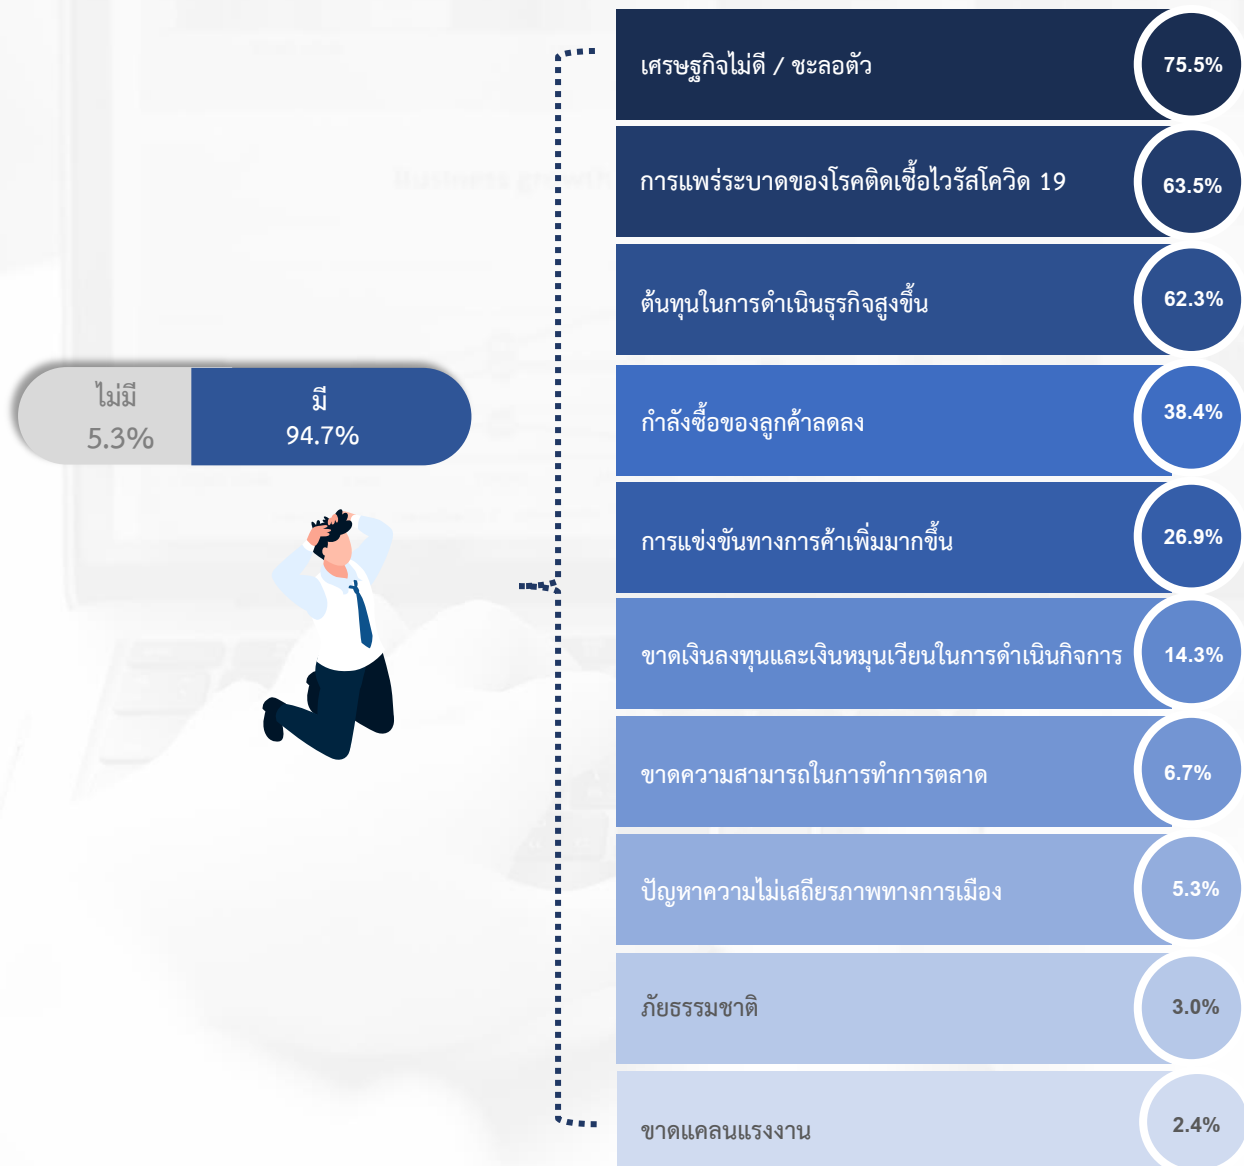 เศรษฐกิจไม่ดี / ชะลอตัว 75.5%
การแพร่ระบาดของโรคติดเชื้อไวรัสโควิด 19 63.5%
ต้นทุนในการดำเนินธุรกิจสูงขึ้น 62.3%
ไม่มี
5.3%
มี
94.7%
กำลังซื้อของลูกค้าลดลง 38.4%
การแข่งขันทางการค้าเพิ่มมากขึ้น 26.9%
ขาดเงินลงทุนและเงินหมุนเวียนในการดำเนินกิจการ 14.3%
ขาดความสามารถในการทำการตลาด 6.7%
ปัญหาความไม่เสถียรภาพทางการเมือง 5.3%
ภัยธรรมชาติ 3.0%
ขาดแคลนแรงงาน 2.4%
Business growth